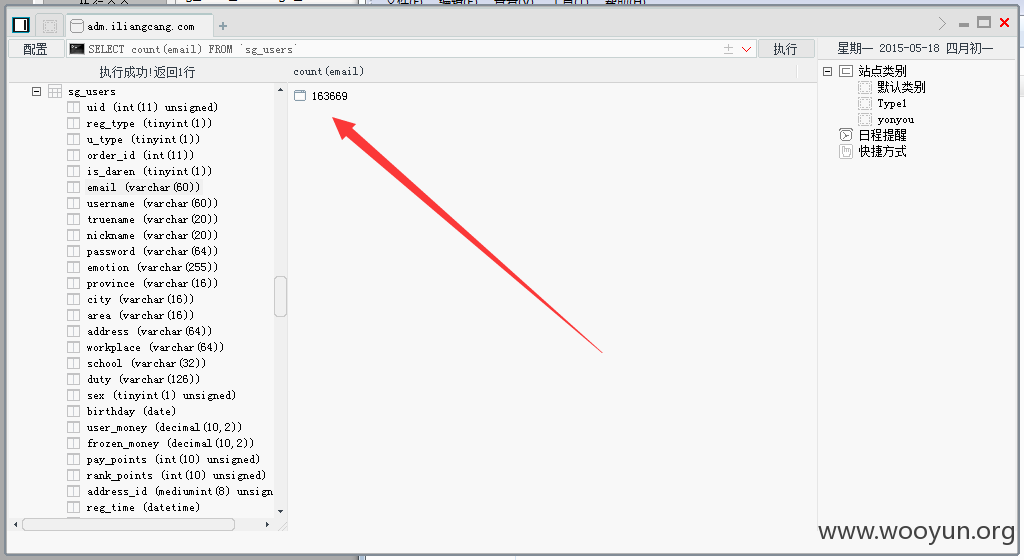 adm.iliangcang.com
配置
SELECT count(email) FROM `sg_users`
执行
星期一 2015-05-18 四月初一
执行成功!返回1行
count(email)
163669
sg_users
uid (int(11) unsigned)
reg_type (tinyint(1))
u_type (tinyint(1))
order_id (int(11))
is_daren (tinyint(1))
email (varchar(60))
username (varchar(60))
truename (varchar(20))
nickname (varchar(20))
password (varchar(64))
emotion (varchar(255))
province (varchar(16))
city (varchar(16))
area (varchar(16))
address (varchar(64))
workplace (varchar(64))
school (varchar(32))
duty (varchar(126))
sex (tinyint(1) unsigned)
birthday (date)
user_money (decimal(10,2))
frozen_money (decimal(10,2))
pay_points (int(10) unsigned)
rank_points (int(10) unsigned)
address_id (mediumint(8) unsign
reg_time (datetime)
站点类别
默认类别
Type1
yonyou
日程提醒
快捷方式
www.wooyun.org